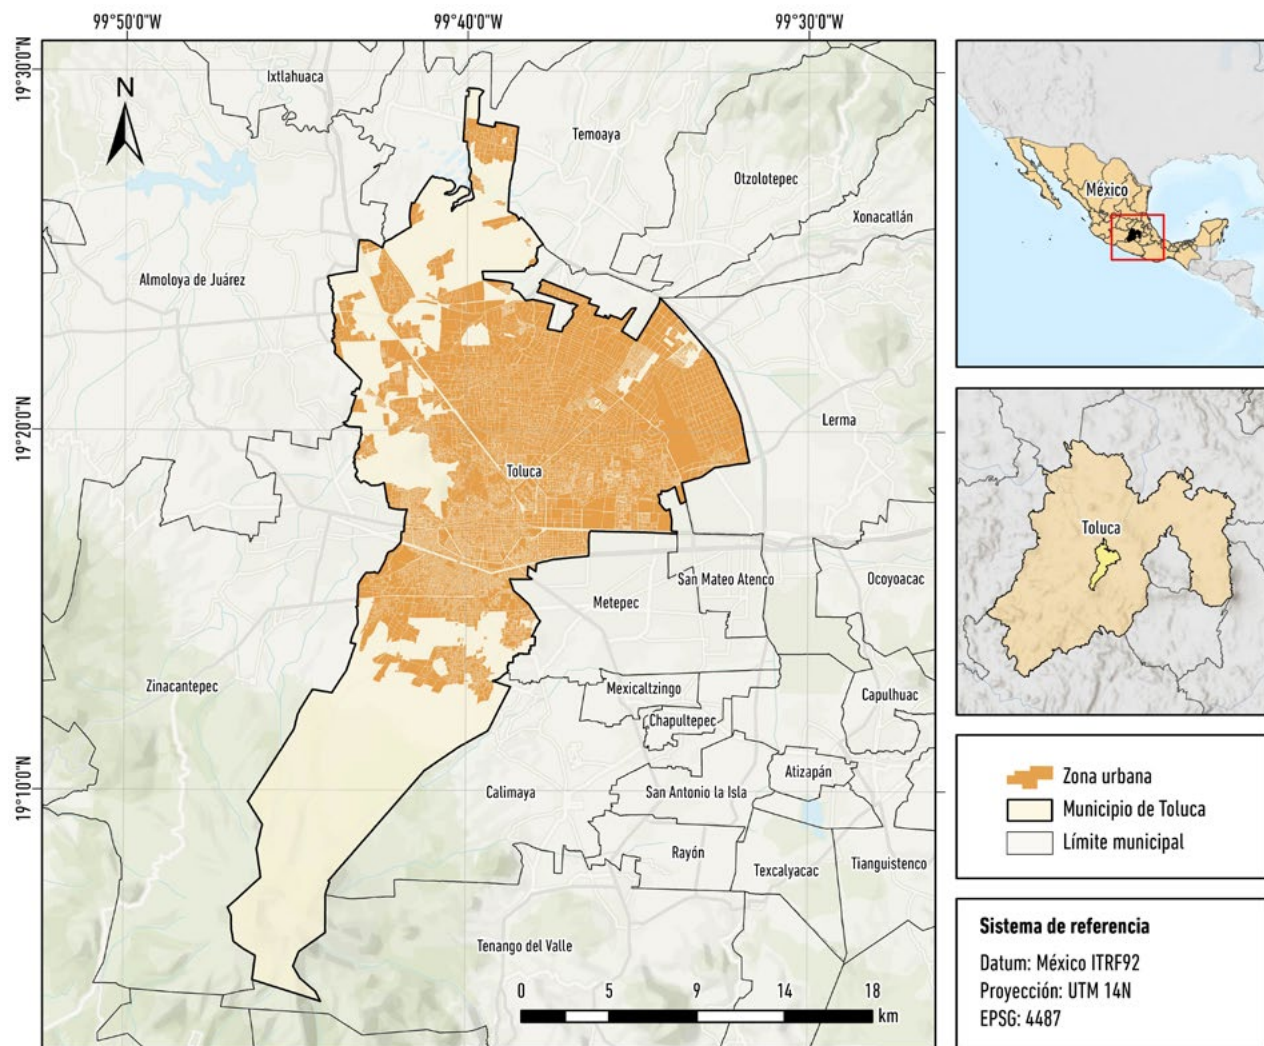 99°50'0"W
99°40'0"W
99°30'0"W
19°30'0"N
19°20'0"N
19°10'0"N
N
Ixtlahuaca
Temoaya
Otzolotepec
Xonacatlán
Almoloya de Juárez
Lerma
Toluca
San Mateo Atenco
Ocoyoacac
Metepec
Zinacantepec
Mexicaltzingo
Capulhuac
Chapultepec
Atizapán
Calimaya
San Antonio la Isla
Rayón
Texcalyacac
Tianguistenco
Tenango del Valle
0 5 9 14 18
km
México
Toluca
Zona urbana
Municipio de Toluca
Límite municipal
Sistema de referencia
Datum: México ITRF92
Proyección: UTM 14N
EPSG: 4487